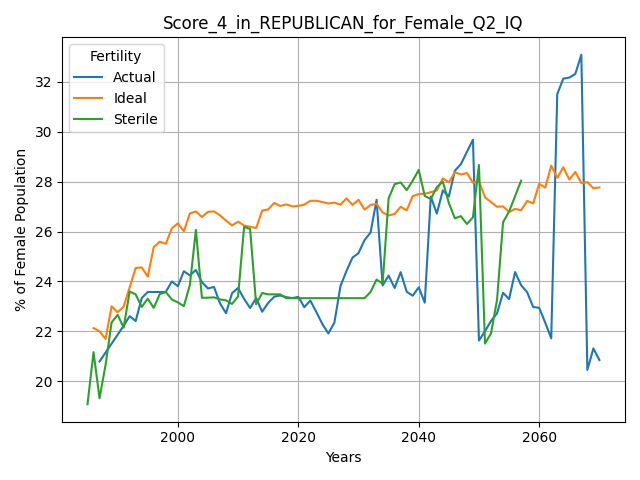 Score_4_in_REPUBLICAN_for_Female_Q2_IQ
Fertility
Actual
Ideal
Sterile
% of Female Population
32
30
28
26
24
22
20
2000
2020
2040
2060
Years